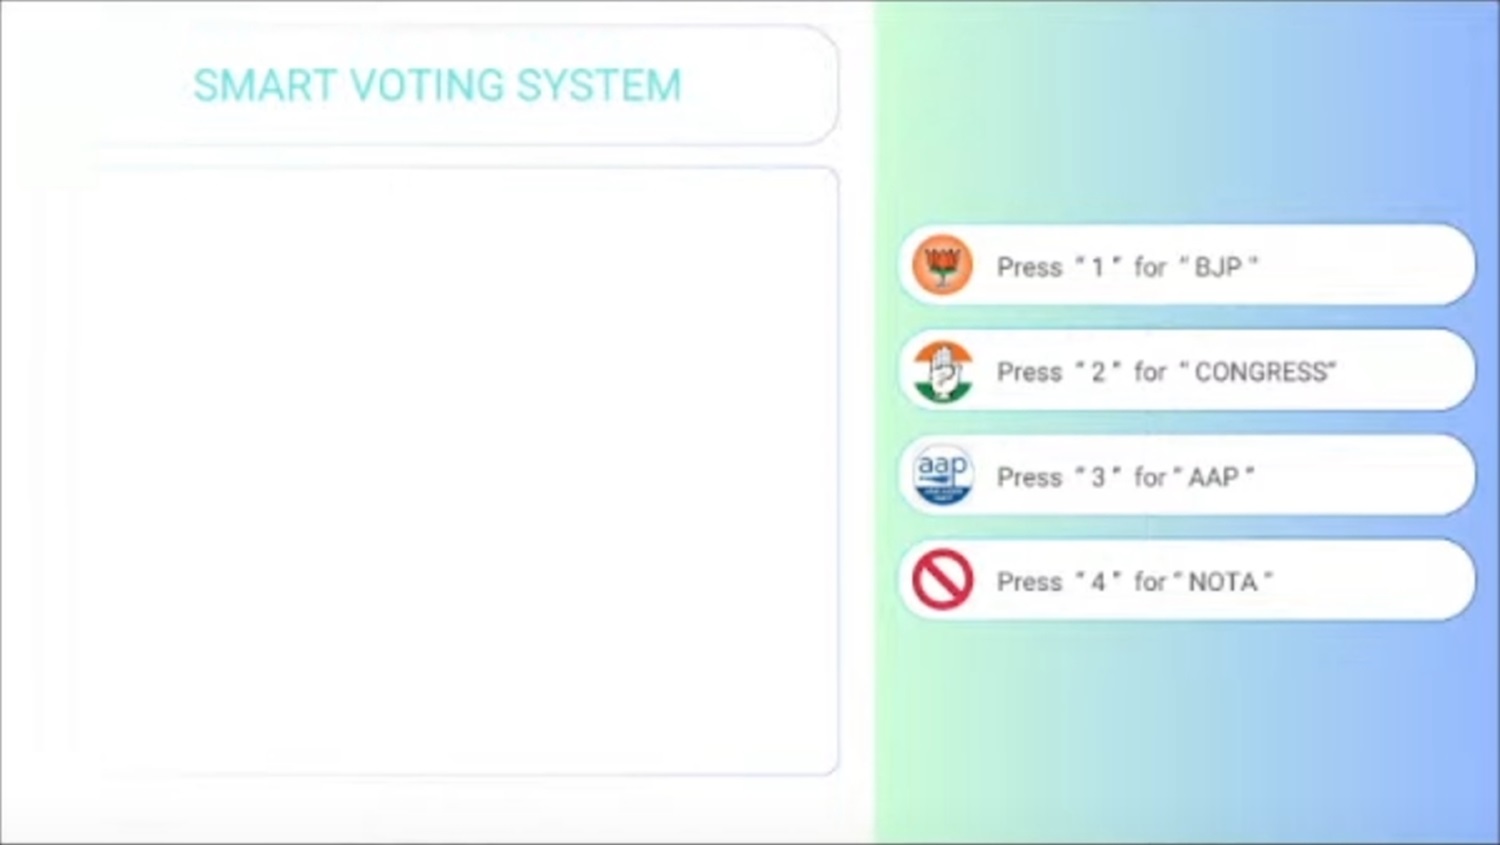 SMART VOTING SYSTEM
Press “ 1 ” for “ BJP ”
Press “ 2 ” for “ CONGRESS”
aap
Press “ 3 ” for “ AAP ”
Press “ 4 ” for “ NOTA ”